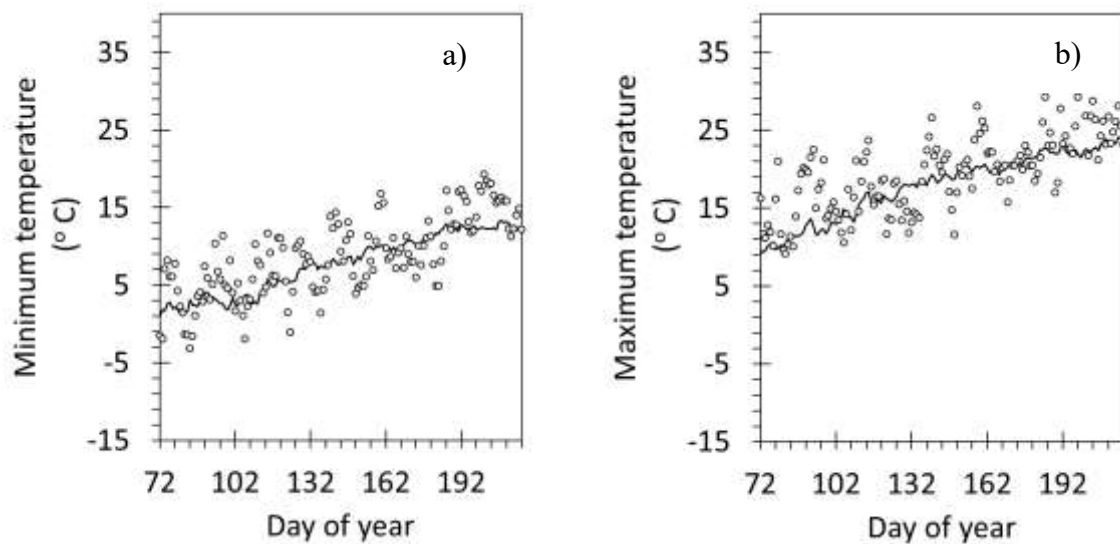 a)
Minimum temperature
(º C)
35
25
15
5
-5
-15
72 102 132 162 192
Day of year
b)
Maximum temperature
(º C)
35
25
15
5
-5
-15
72 102 132 162 192
Day of year